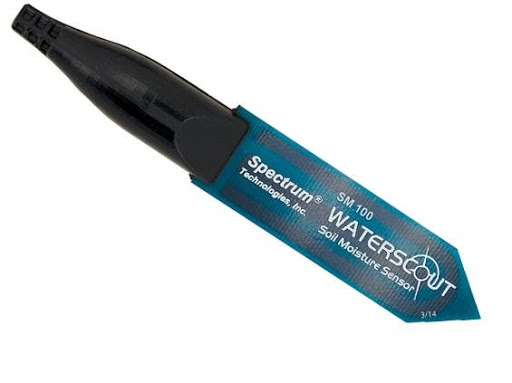 Spectrum®
Technologies, Inc.
SM 100
WATERSCOUT
Soil Moisture Sensor
3/14